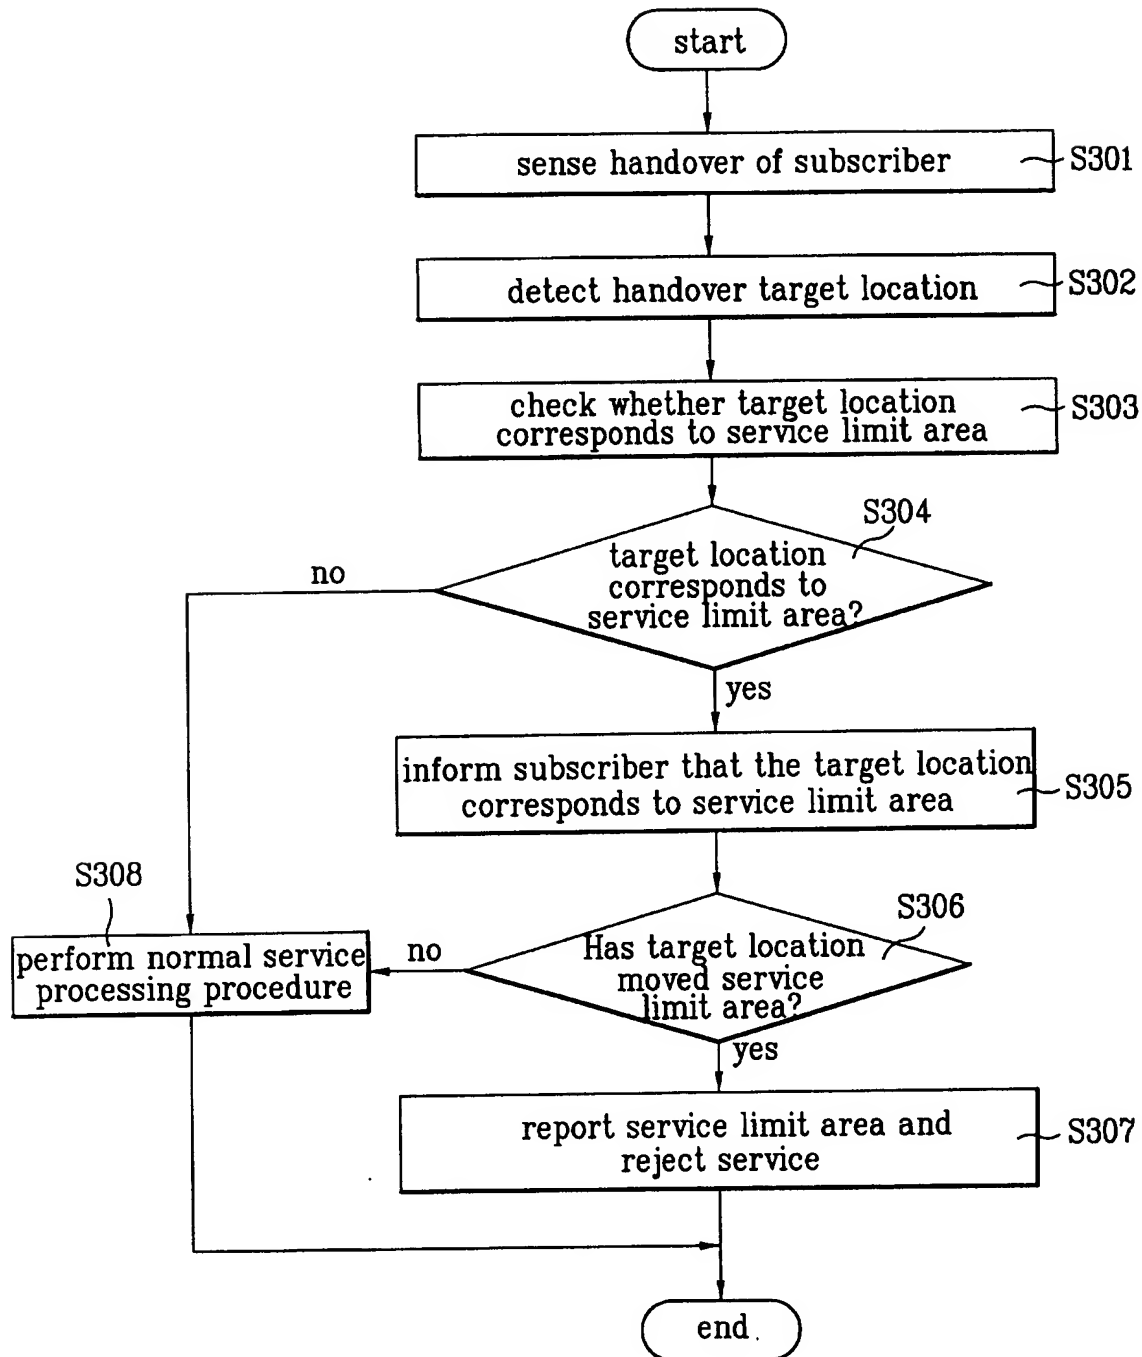 start
sense handover of subscriber
S301
detect handover target location
S302
check whether target location
corresponds to service limit area
S303
S304
target location
corresponds to
service limit area?
no
yes
inform subscriber that the target location
corresponds to service limit area
S305
S308
perform normal service
processing procedure
no
S306
Has target location
moved service
limit area?
yes
report service limit area and
reject service
S307
end